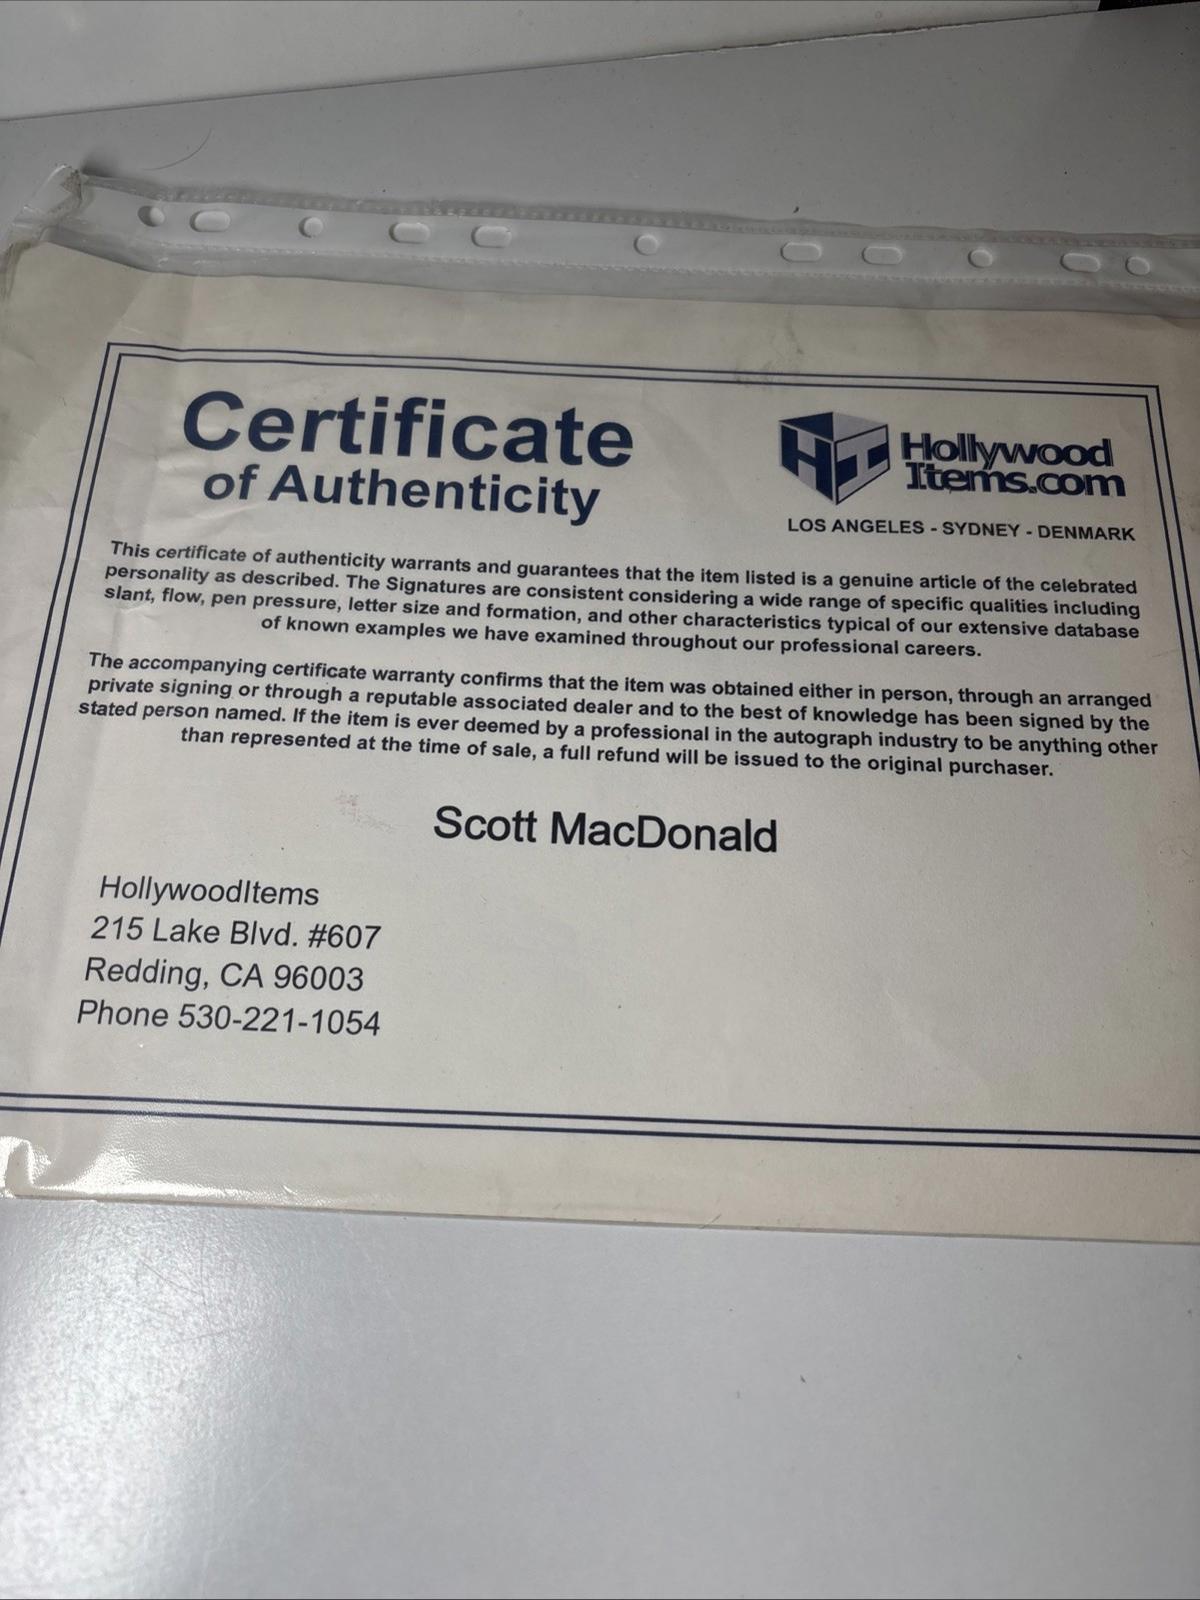 Certificate
of Authenticity
HI
Hollywood
Items.com
LOS ANGELES - SYDNEY - DENMARK
This certificate of authenticity warrants and guarantees that the item listed is a genuine article of the celebrated
personality as described. The Signatures are consistent considering a wide range of specific qualities including
slant, flow, pen pressure, letter size and formation, and other characteristics typical of our extensive database
of known examples we have examined throughout our professional careers.
The accompanying certificate warranty confirms that the item was obtained either in person, through an arranged
private signing or through a reputable associated dealer and to the best of knowledge has been signed by the
stated person named. If the item is ever deemed by a professional in the autograph industry to be anything other
than represented at the time of sale, a full refund will be issued to the original purchaser.
Scott MacDonald
HollywoodItems
215 Lake Blvd. #607
Redding, CA 96003
Phone 530-221-1054